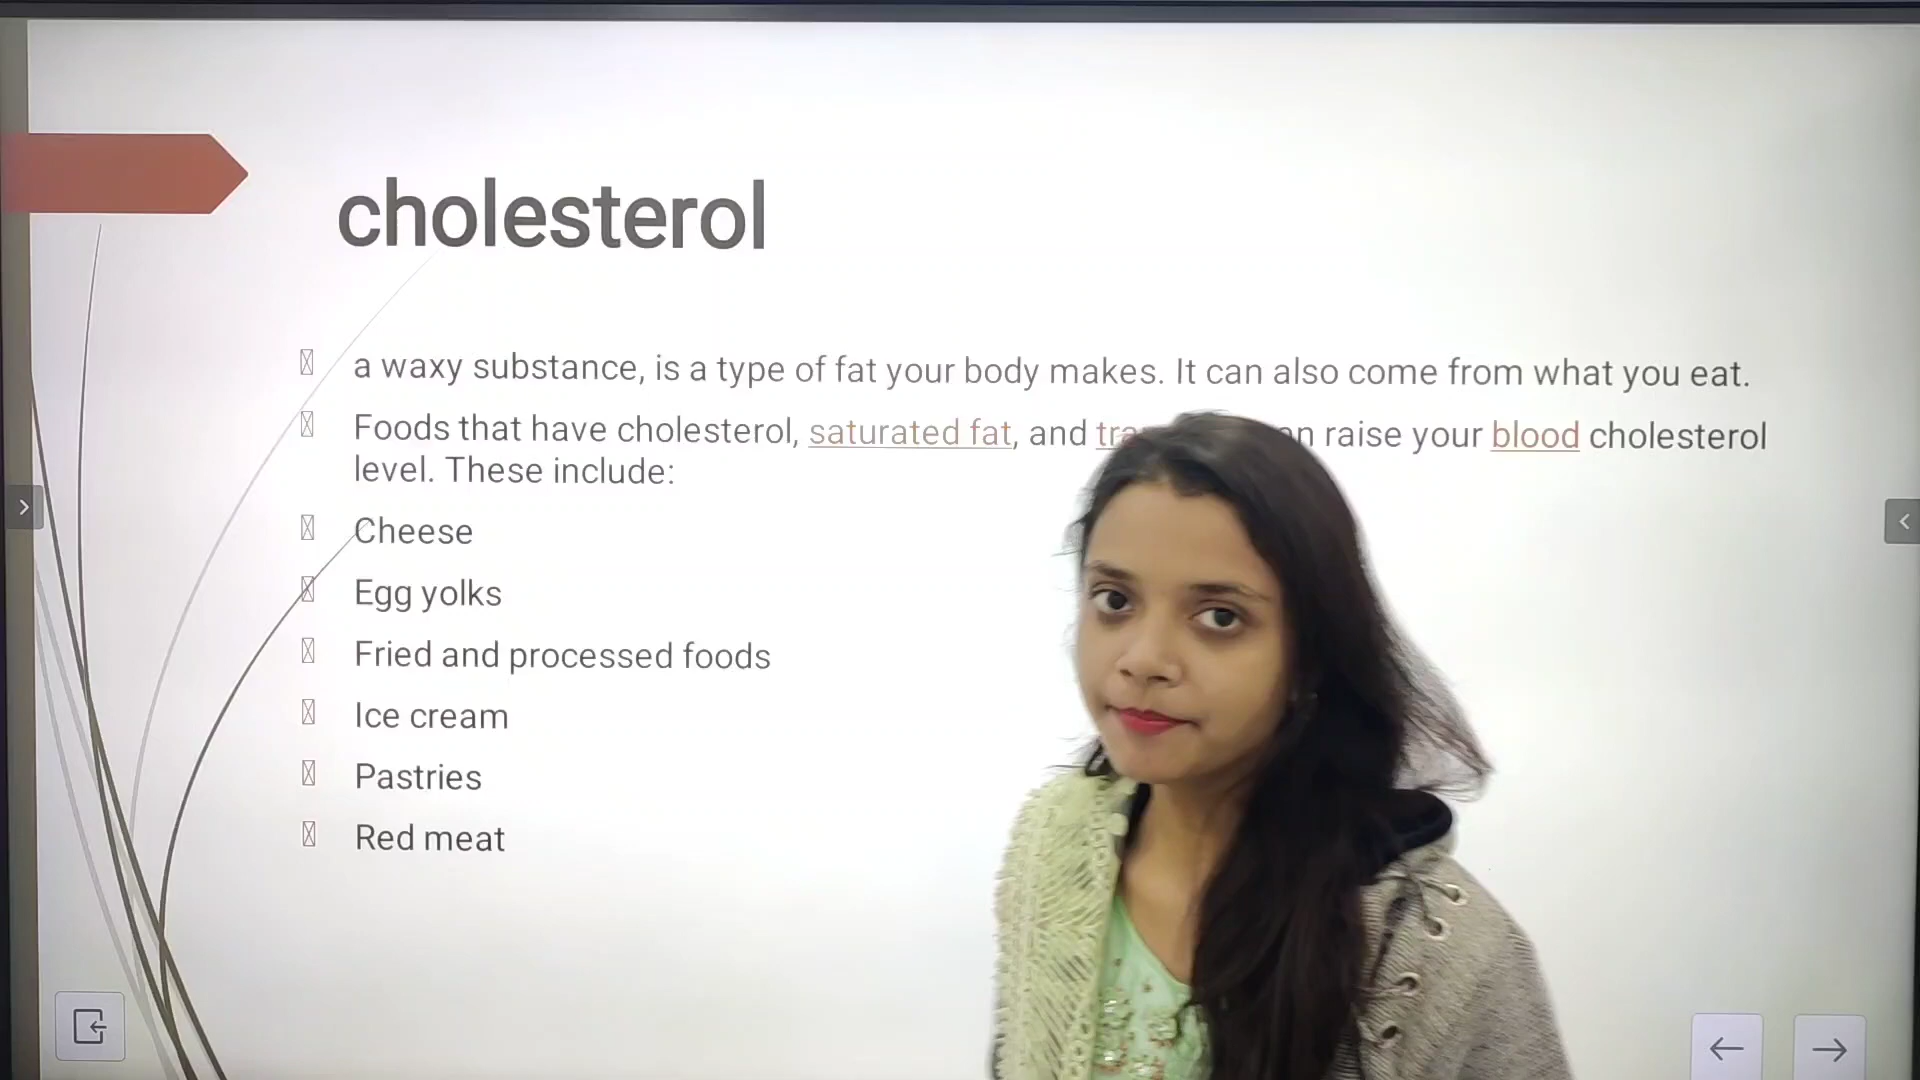 cholesterol
a waxy substance, is a type of fat your body makes. It can also come from what you eat.
Foods that have cholesterol, saturated fat, and raise your blood cholesterol
level. These include:
Cheese
Egg yolks
Fried and processed foods
Ice cream
Pastries
Red meat